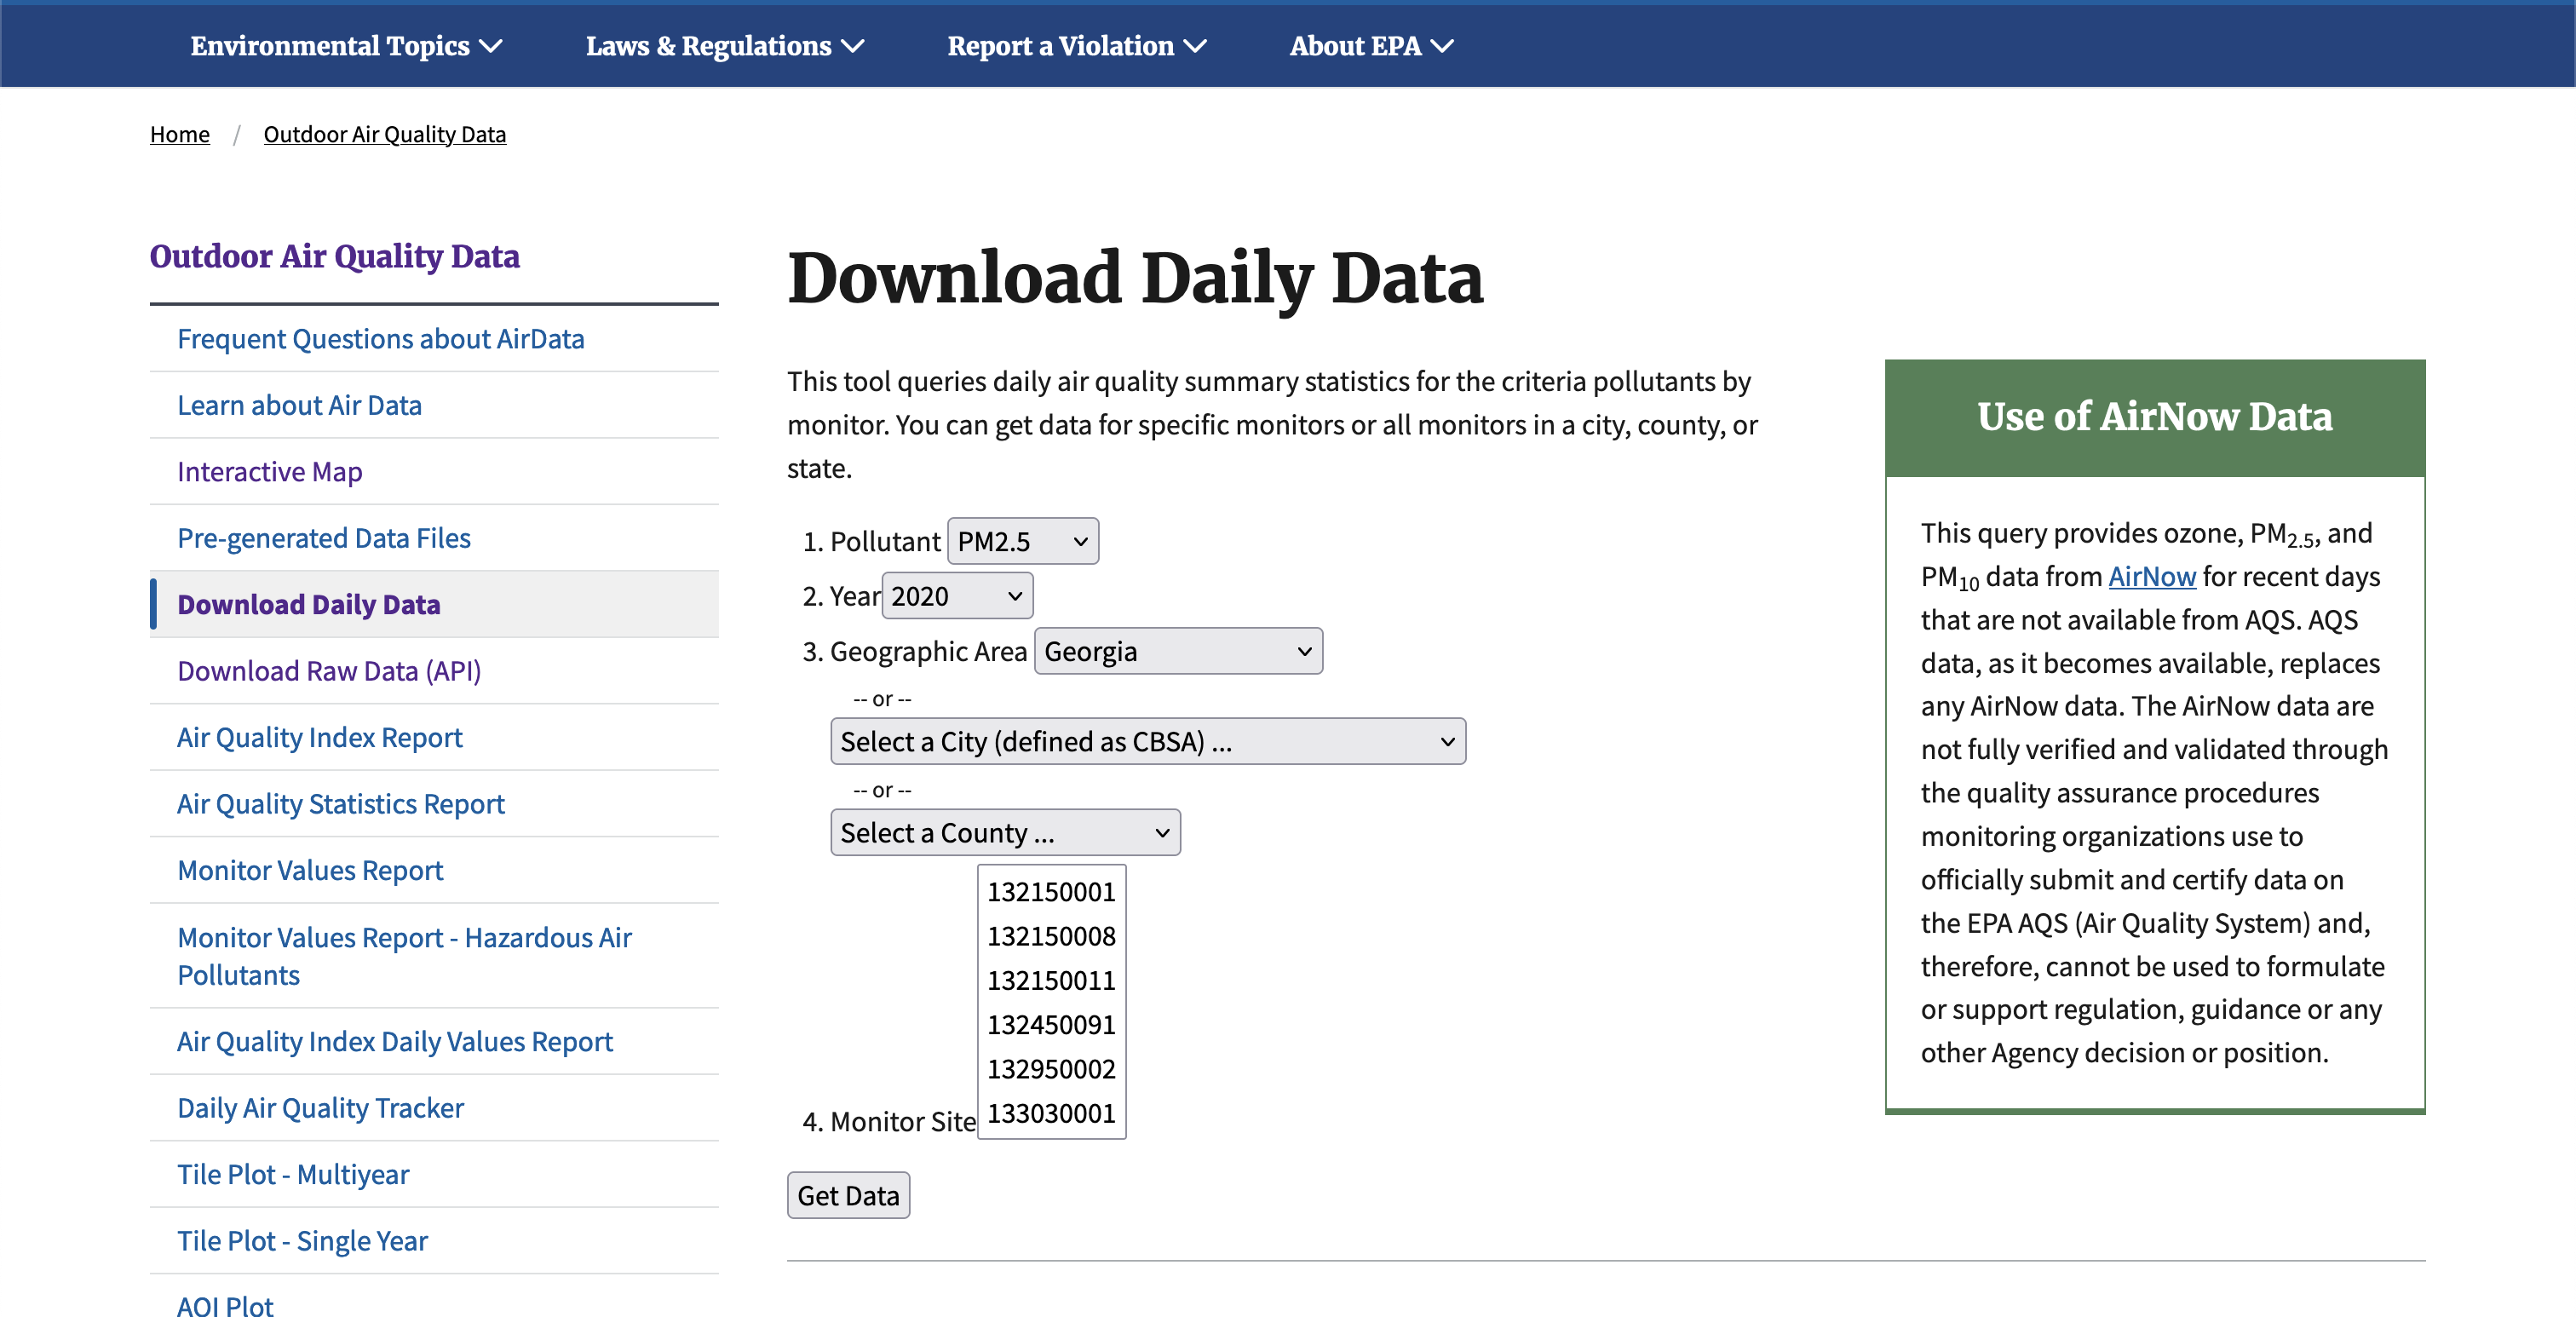 Environmental Topics
Laws & Regulations
Report a Violation
About EPA
Home / Outdoor Air Quality Data
Outdoor Air Quality Data
Frequent Questions about AirData
Learn about Air Data
Interactive Map
Pre-generated Data Files
Download Daily Data
Download Raw Data (API)
Air Quality Index Report
Air Quality Statistics Report
Monitor Values Report
Monitor Values Report - Hazardous Air
Pollutants
Air Quality Index Daily Values Report
Daily Air Quality Tracker
Tile Plot - Multiyear
Tile Plot - Single Year
AQI Plot
Download Daily Data
This tool queries daily air quality summary statistics for the criteria pollutants by
monitor. You can get data for specific monitors or all monitors in a city, county, or
state.
1. Pollutant PM2.5
2. Year 2020
3. Geographic Area Georgia
-- or --
Select a City (defined as CBSA) ...
-- or --
Select a County ...
132150001
132150008
132150011
132450091
132950002
133030001
4. Monitor Site
Get Data
Use of AirNow Data
This query provides ozone, PM2.5, and
PM10 data from AirNow for recent days
that are not available from AQS. AQS
data, as it becomes available, replaces
any AirNow data. The AirNow data are
not fully verified and validated through
the quality assurance procedures
monitoring organizations use to
officially submit and certify data on
the EPA AQS (Air Quality System) and,
therefore, cannot be used to formulate
or support regulation, guidance or any
other Agency decision or position.